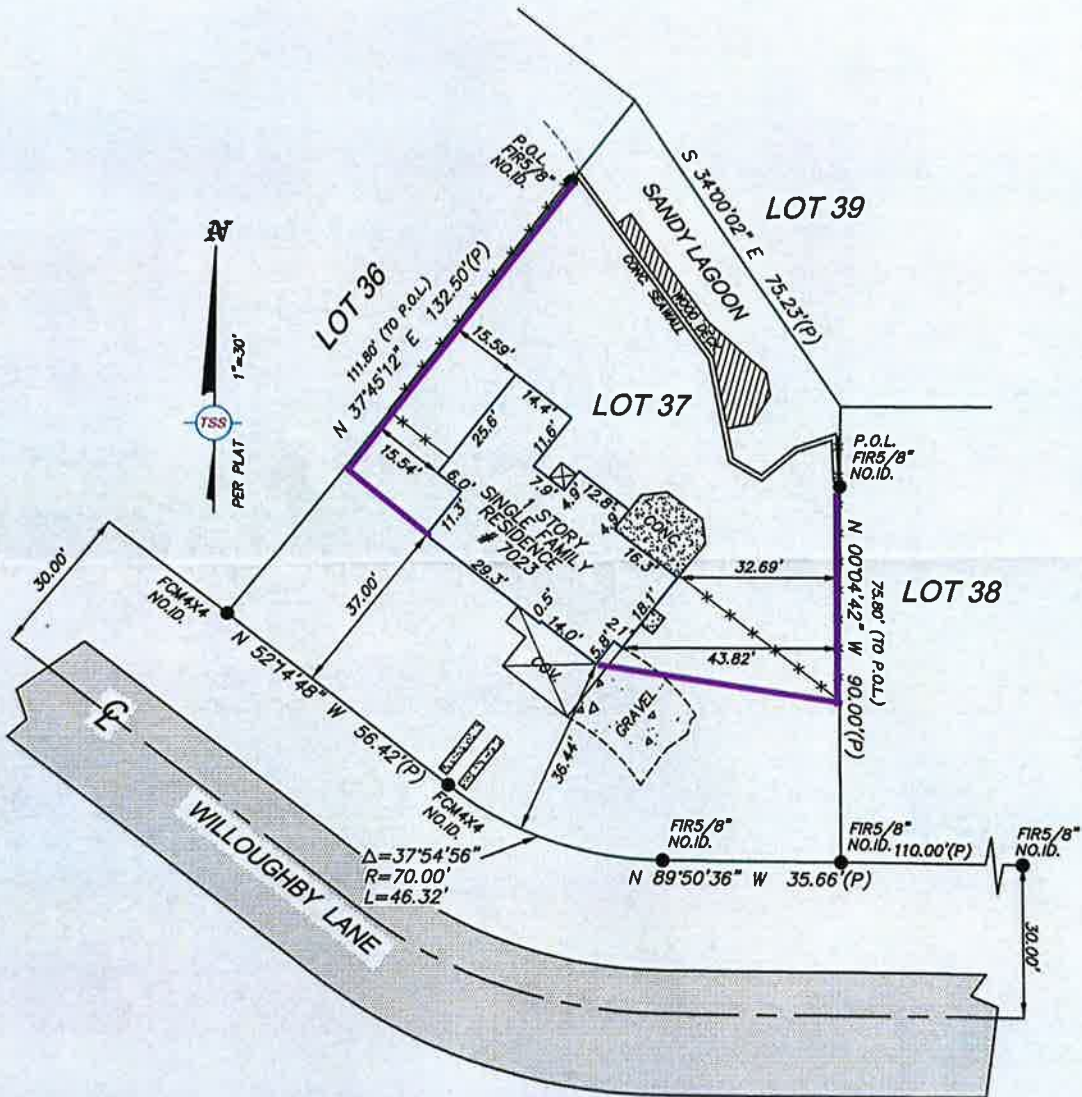 S 34°00'02" E 75.23'(P)
LOT 39
SANDY LAGOON
WOOD DECK
CONC. SEAWALL
P.O.L.
FIR5/8"
NO.ID.
LOT 36
111.80' (TO P.O.L.)
N 37°45'12" E 132.50'(P)
N
1"=30'
TSS
PER PLAT
15.59'
14.4'
LOT 37
11.6'
25.6'
15.54'
6.0'
11.3'
7.9'
12.8'
4.9'
CONC.
16.3'
1 STORY
SINGLE FAMILY
RESIDENCE
# 7023
P.O.L.
FIR5/8"
NO.ID.
N 00°04'42" W 90.00'(P)
75.80' (TO P.O.L.)
LOT 38
32.69'
43.82'
18.1'
2.1'
5.8'
29.3'
0.5'
14.0'
COV.
GRAVEL
37.00'
36.44'
30.00'
FCM4X4
NO.ID.
N 52°14'48" W 56.42'(P)
FCM4X4
NO.ID.
Δ=37°54'56"
R=70.00'
L=46.32'
FIR5/8"
NO.ID.
N 89°50'36" W 35.66'(P)
FIR5/8"
NO.ID.
110.00'(P)
FIR5/8"
NO.ID.
30.00'
CL
WILLOUGHBY LANE